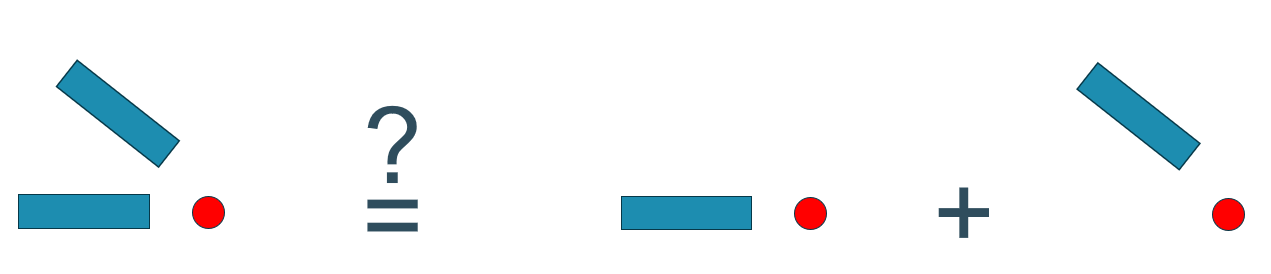 ?
= +